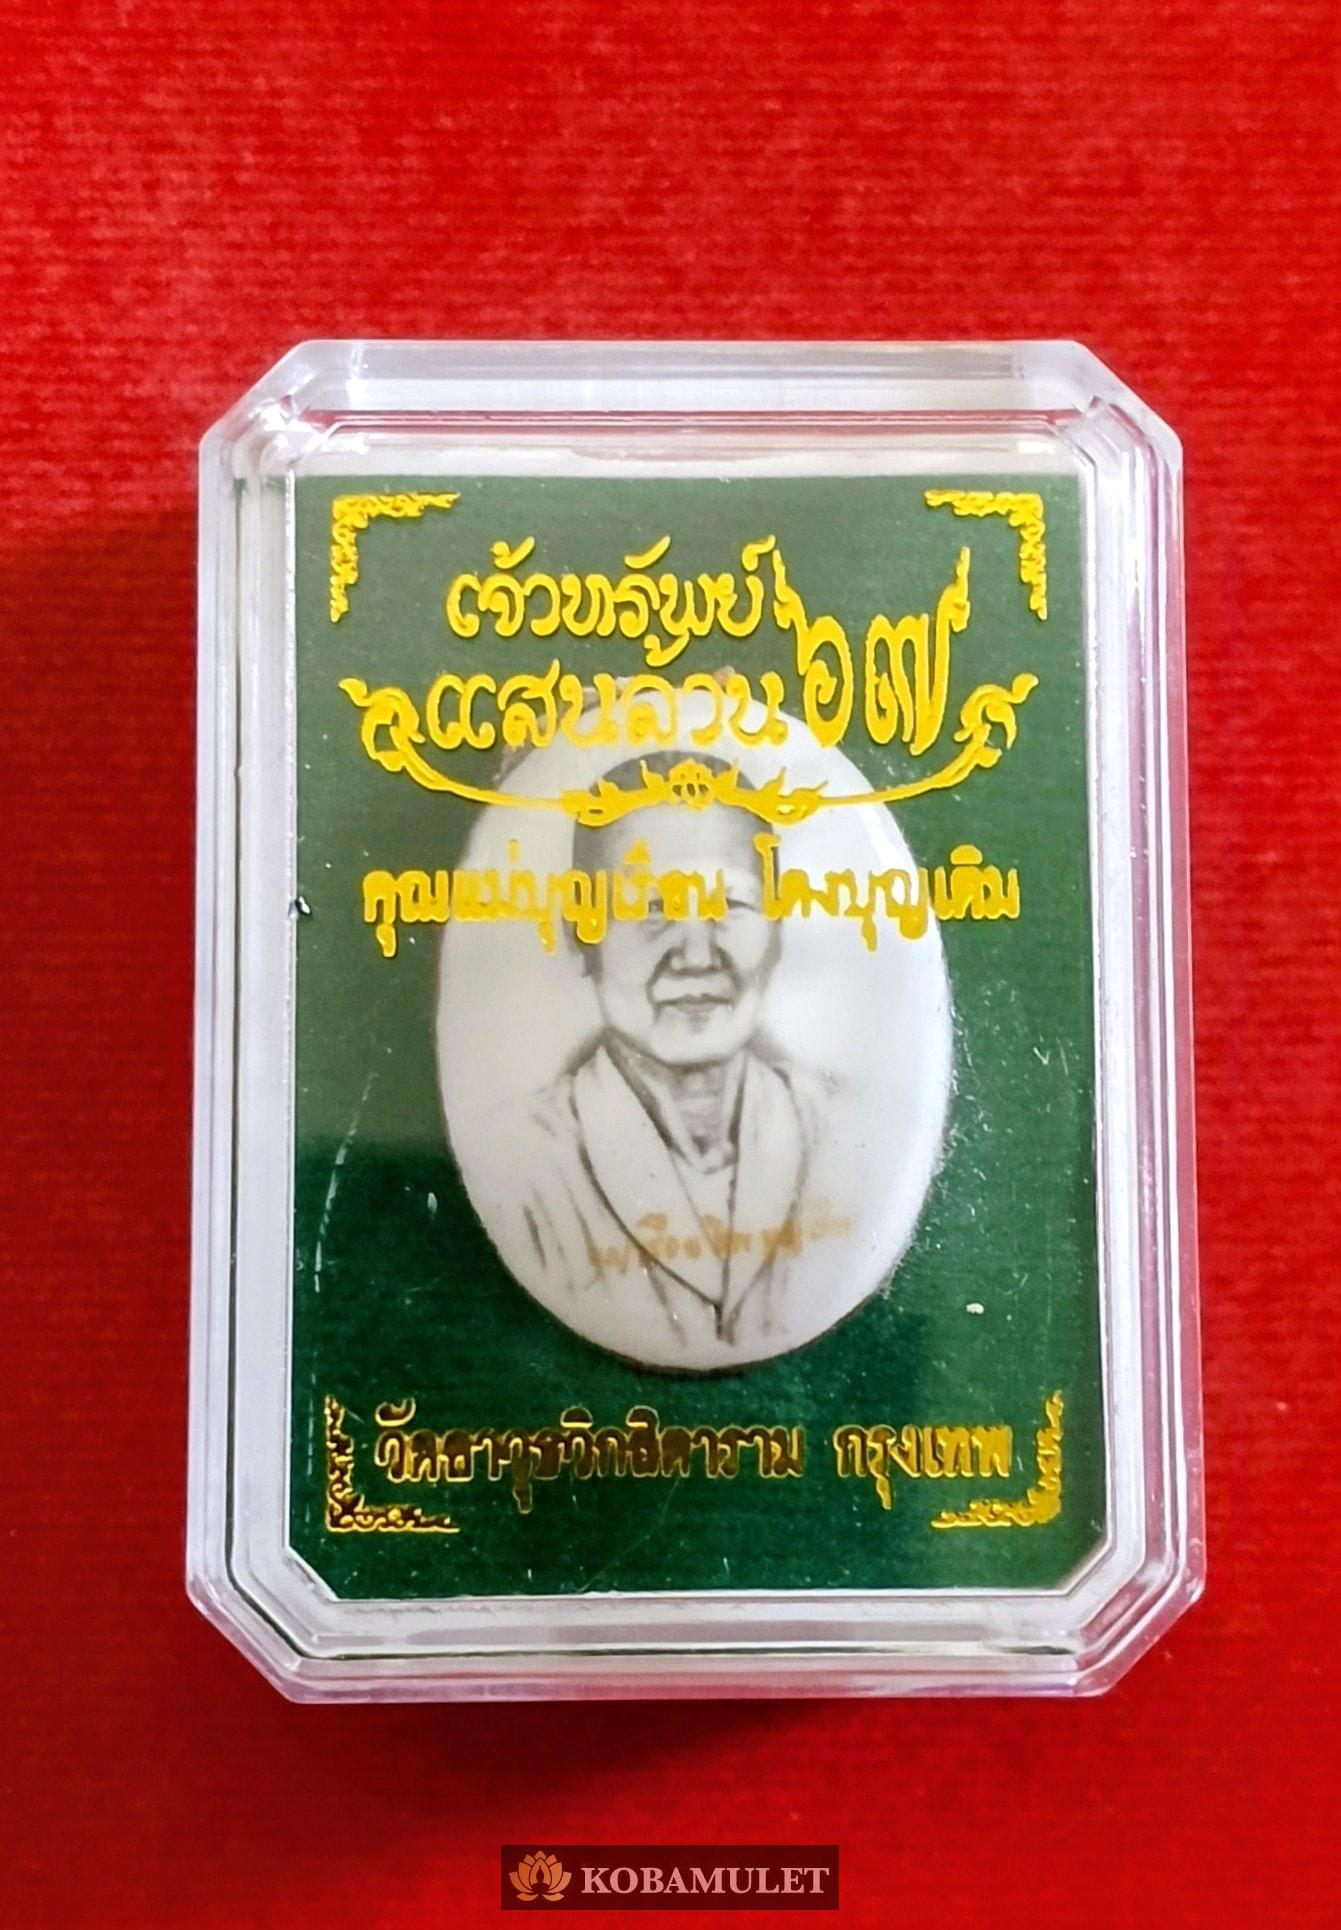 เจ้าทรัพย์
แสนล้าน ๖๗
คุณแม่บุญเรือน โตงบุญเติม
วัดอาวุธวิกสิตาราม กรุงเทพ
KOBAMULET